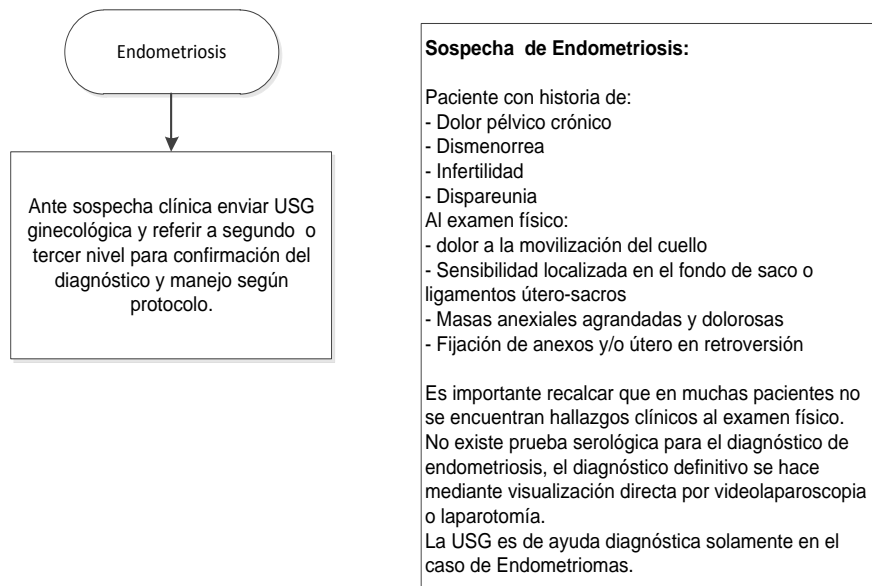 Endometriosis
Ante sospecha clínica enviar USG
ginecológica y referir a segundo o
tercer nivel para confirmación del
diagnóstico y manejo según
protocolo.
Sospecha de Endometriosis:
Paciente con historia de:
- Dolor pélvico crónico
- Dismenorrea
- Infertilidad
- Dispareunia
Al examen físico:
- dolor a la movilización del cuello
- Sensibilidad localizada en el fondo de saco o
ligamentos útero-sacros
- Masas anexiales agrandadas y dolorosas
- Fijación de anexos y/o útero en retroversión
Es importante recalcar que en muchas pacientes no
se encuentran hallazgos clínicos al examen físico.
No existe prueba serológica para el diagnóstico de
endometriosis, el diagnóstico definitivo se hace
mediante visualización directa por videolaparoscopia
o laparotomía.
La USG es de ayuda diagnóstica solamente en el
caso de Endometriomas.